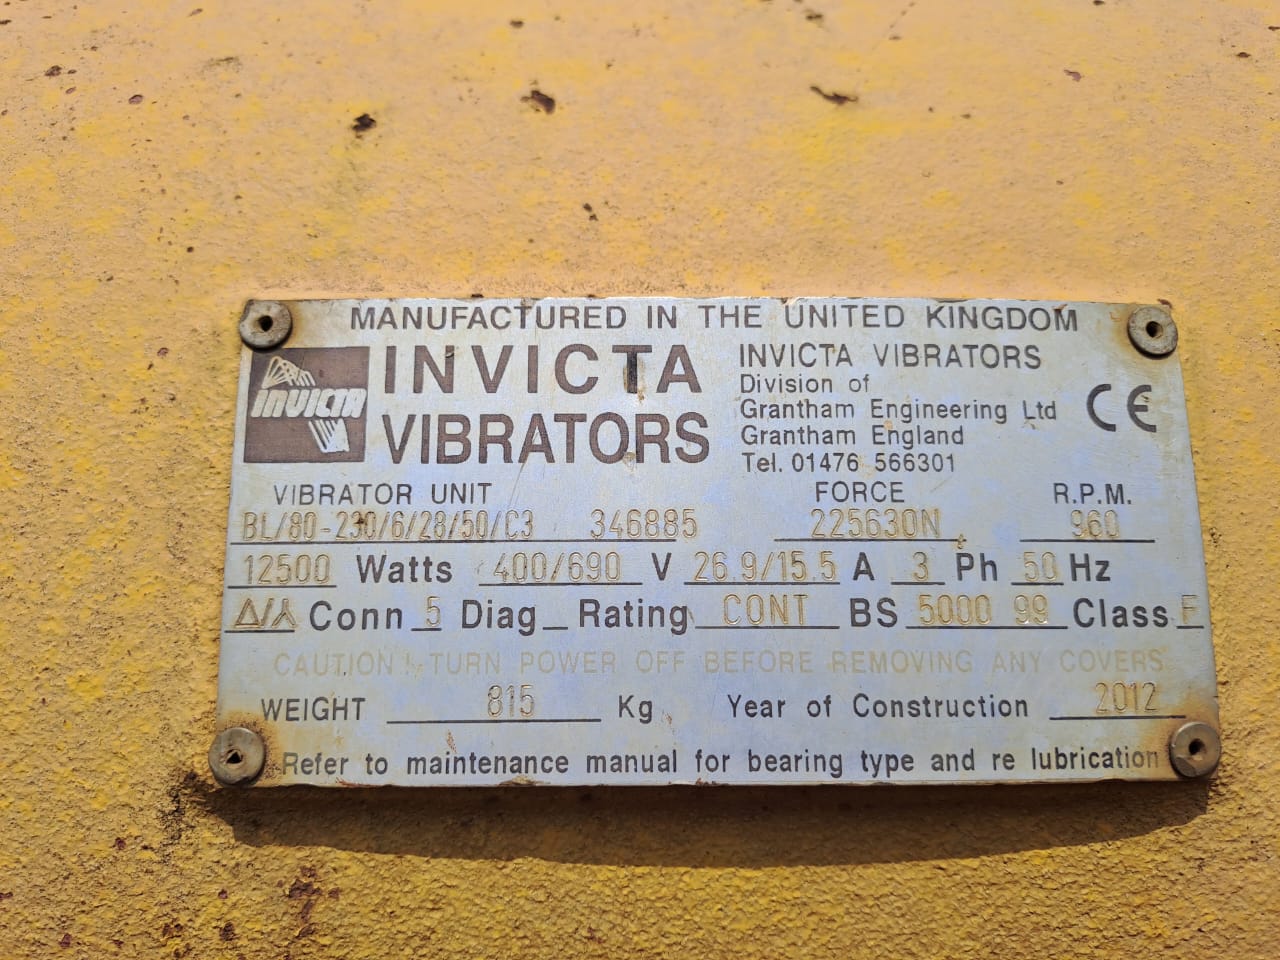 MANUFACTURED IN THE UNITED KINGDOM
INVICTA
INVICTA
VIBRATORS
INVICTA VIBRATORS
Division of
Grantham Engineering Ltd
Grantham England
Tel. 01476 566301
CE
VIBRATOR UNIT FORCE R.P.M.
BL/80-230/6/28/50/C3 346885 225630N 960
12500 Watts 400/690 V 26.9/15.5 A 3 Ph 50 Hz
Δ/⅄ Conn 5 Diag Rating CONT BS 5000 99 Class F
CAUTION ! TURN POWER OFF BEFORE REMOVING ANY COVERS
WEIGHT 815 Kg Year of Construction 2012
Refer to maintenance manual for bearing type and re lubrication